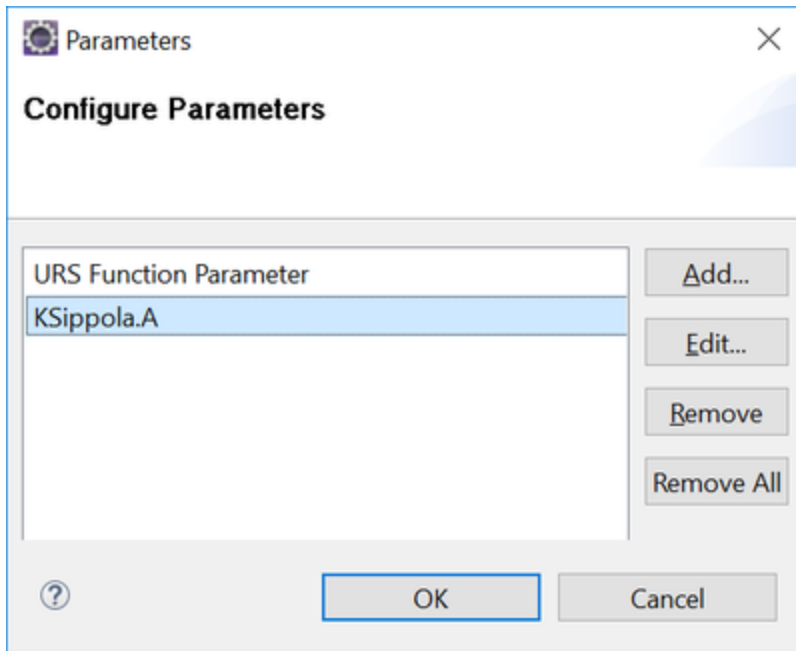 Parameters
Configure Parameters
URS Function Parameter
KSippola.A
Add...
Edit...
Remove
Remove All
OK
Cancel